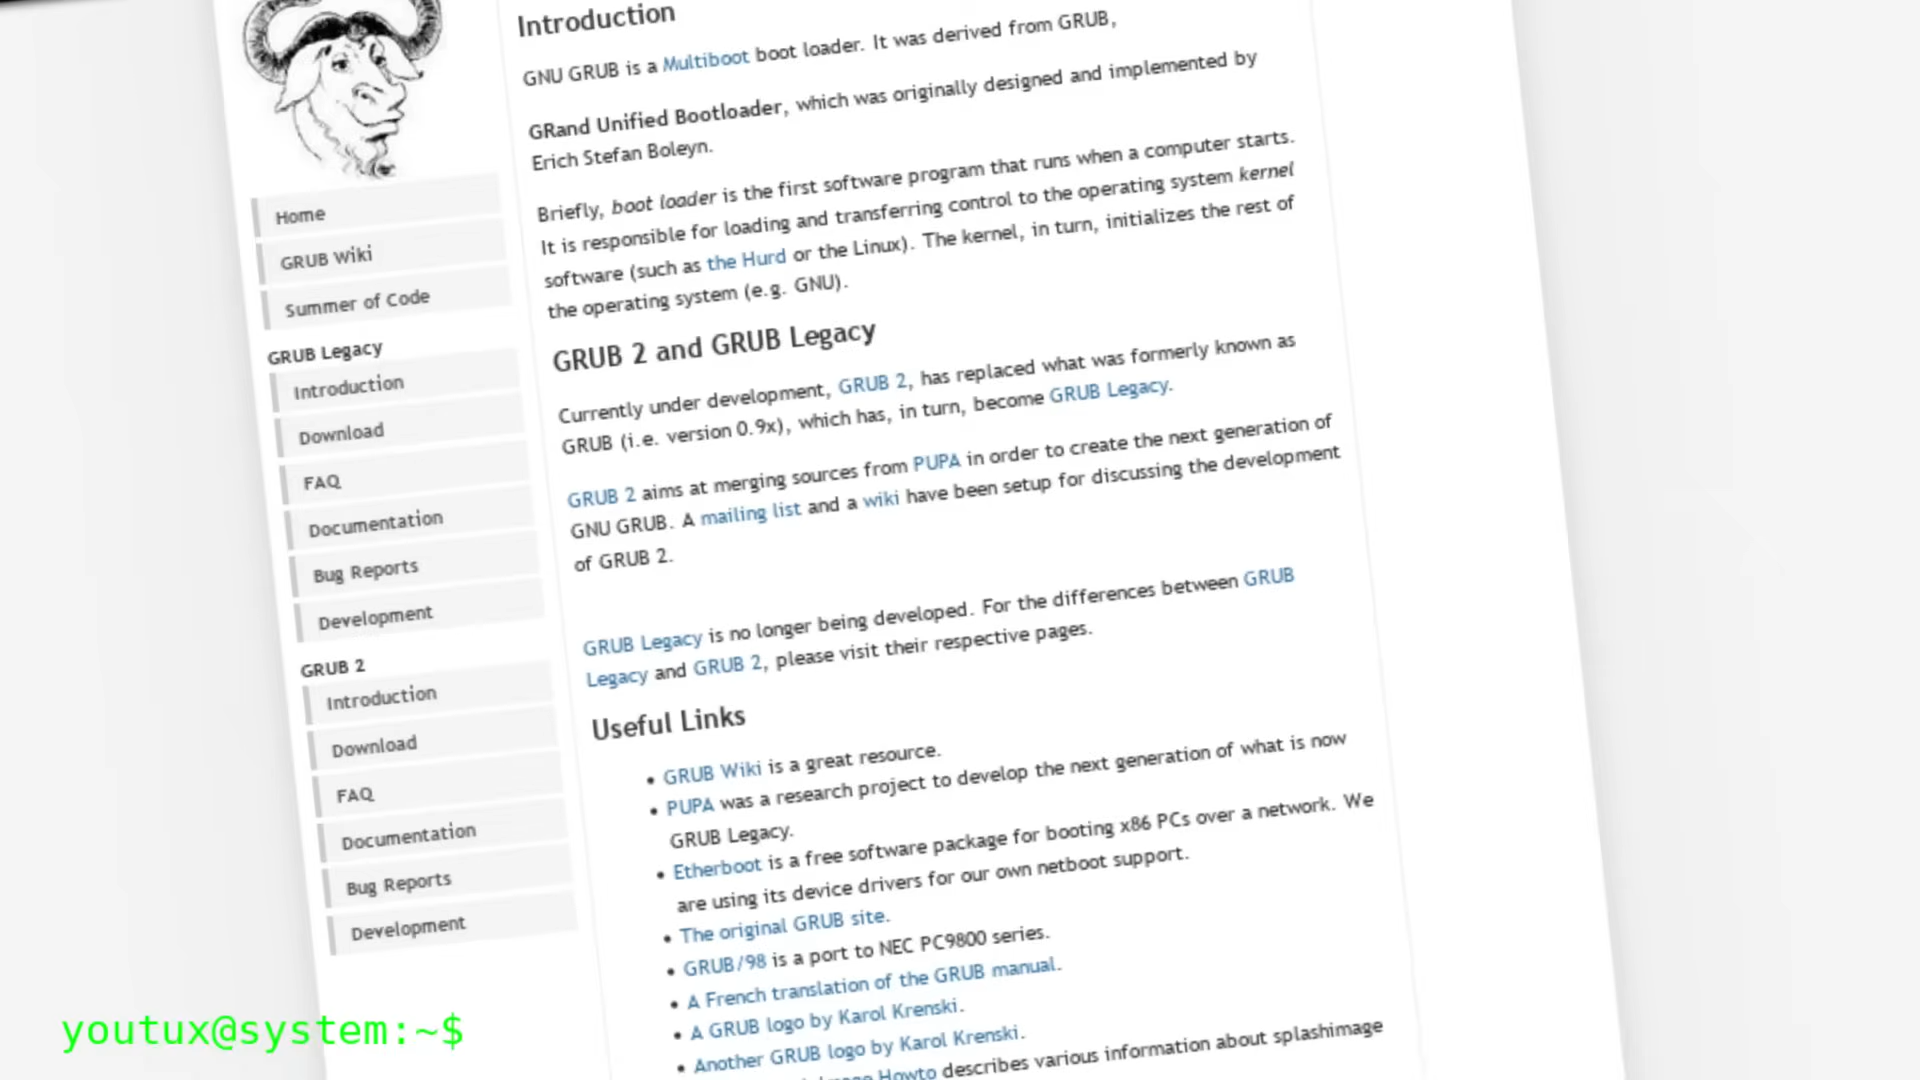 Home
GRUB Wiki
Summer of Code
GRUB Legacy
Introduction
Download
FAQ
Documentation
Bug Reports
Development
GRUB 2
Introduction
Download
FAQ
Documentation
Bug Reports
Development
Introduction
GNU GRUB is a Multiboot boot loader. It was derived from GRUB,
GRand Unified Bootloader, which was originally designed and implemented by
Erich Stefan Boleyn.
Briefly, boot loader is the first software program that runs when a computer starts.
It is responsible for loading and transferring control to the operating system kernel
software (such as the Hurd or the Linux). The kernel, in turn, initializes the rest of
the operating system (e.g. GNU).
GRUB 2 and GRUB Legacy
Currently under development, GRUB 2, has replaced what was formerly known as
GRUB (i.e. version 0.9x), which has, in turn, become GRUB Legacy.
GRUB 2 aims at merging sources from PUPA in order to create the next generation of
GNU GRUB. A mailing list and a wiki have been setup for discussing the development
of GRUB 2.
GRUB Legacy is no longer being developed. For the differences between GRUB
Legacy and GRUB 2, please visit their respective pages.
Useful Links
• GRUB Wiki is a great resource.
• PUPA was a research project to develop the next generation of what is now
GRUB Legacy.
• Etherboot is a free software package for booting x86 PCs over a network. We
are using its device drivers for our own netboot support.
• The original GRUB site.
• GRUB/98 is a port to NEC PC9800 series.
• A French translation of the GRUB manual.
• A GRUB logo by Karol Krenski.
• Another GRUB logo by Karol Krenski.
Howto describes various information about splashimage
youtux@system:~$